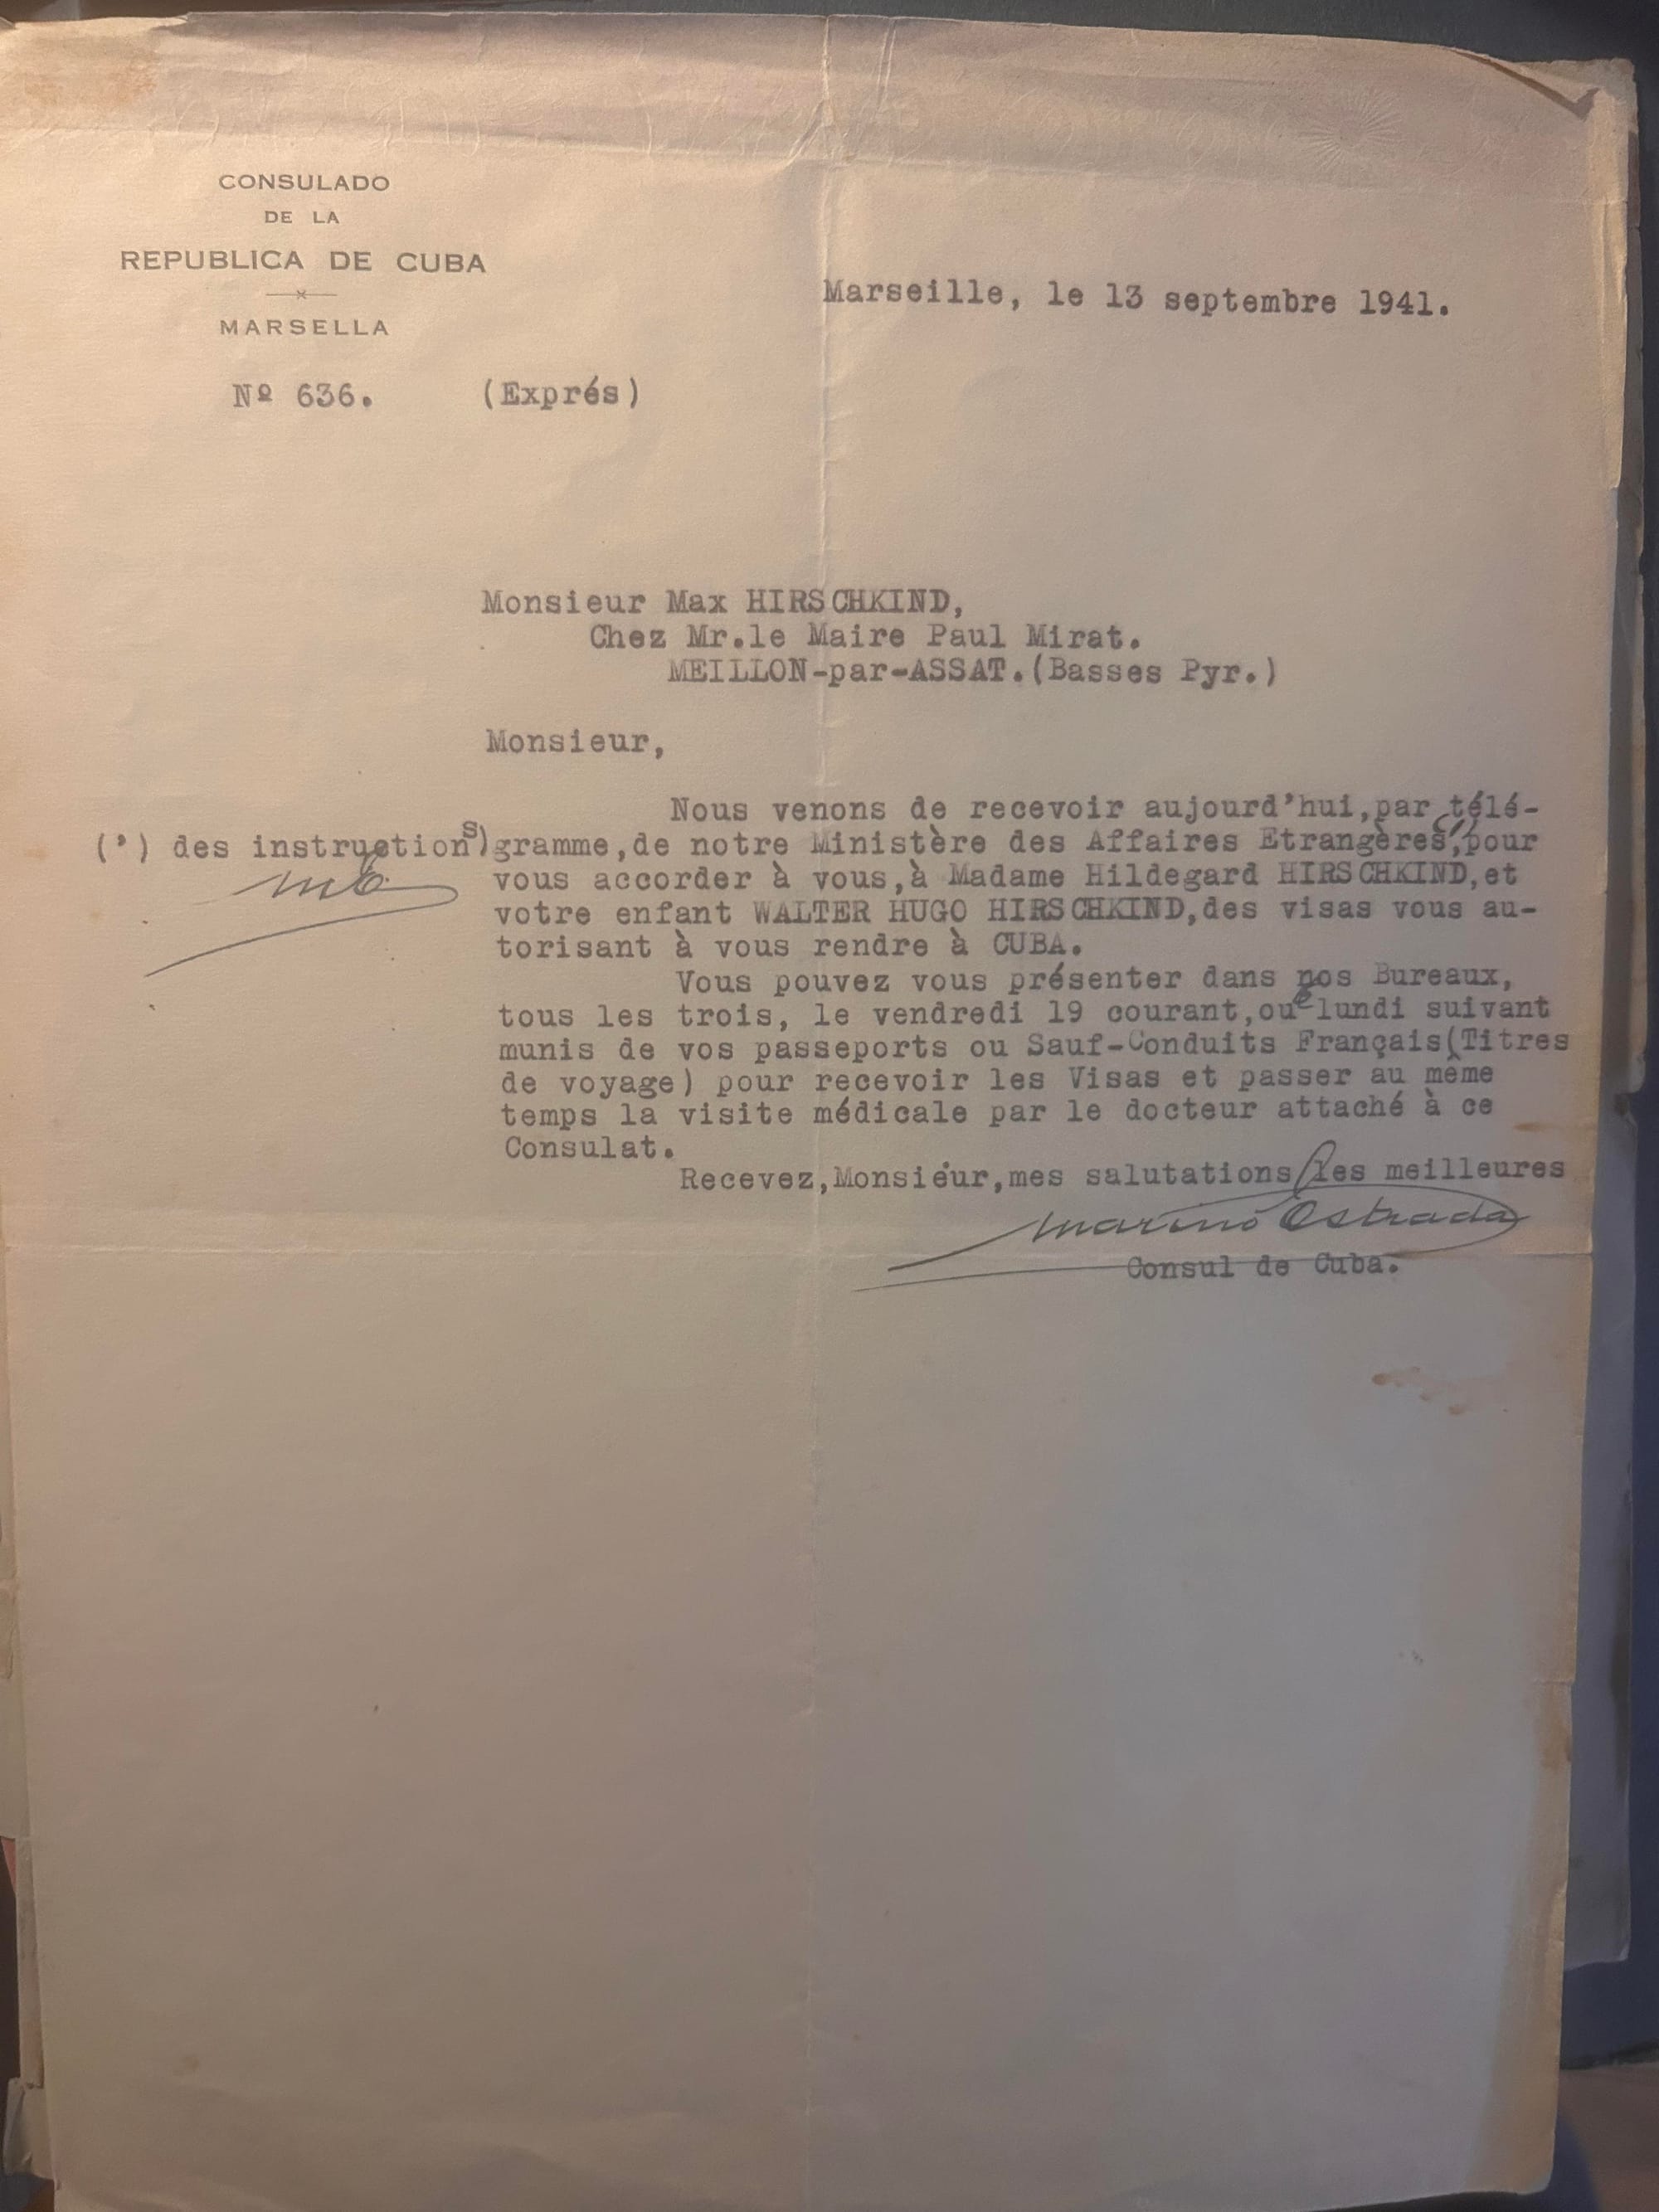 CONSULADO
DE LA
REPUBLICA DE CUBA
MARSELLA
Marseille, le 13 septembre 1941.
Nº 636. (Exprés)
Monsieur Max HIRSCHKIND,
Chez Mr.le Maire Paul Mirat.
MEILLON-par-ASSAT.(Basses Pyr.)
Monsieur,
Nous venons de recevoir aujourd'hui,par télé-
(') des instructions) gramme,de notre Ministère des Affaires Etrangères,(')pour
vous accorder à vous,à Madame Hildegard HIRSCHKIND,et
votre enfant WALTER HUGO HIRSCHKIND,des visas vous au-
torisant à vous rendre à CUBA.
Vous pouvez vous présenter dans nos Bureaux,
tous les trois, le vendredi 19 courant,ou le lundi suivant
munis de vos passeports ou Sauf-Conduits Français(Titres
de voyage) pour recevoir les Visas et passer au même
temps la visite médicale par le docteur attaché à ce
Consulat.
Recevez,Monsieur,mes salutations les meilleures
Marino Estrada
Consul de Cuba.